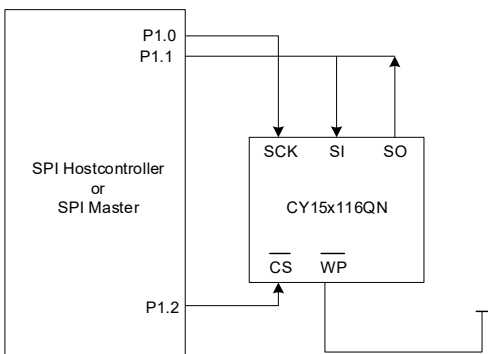 P1.0
P1.1
SCK SI SO
SPI Hostcontroller
or
SPI Master
CY15x116QN
CS WP
P1.2